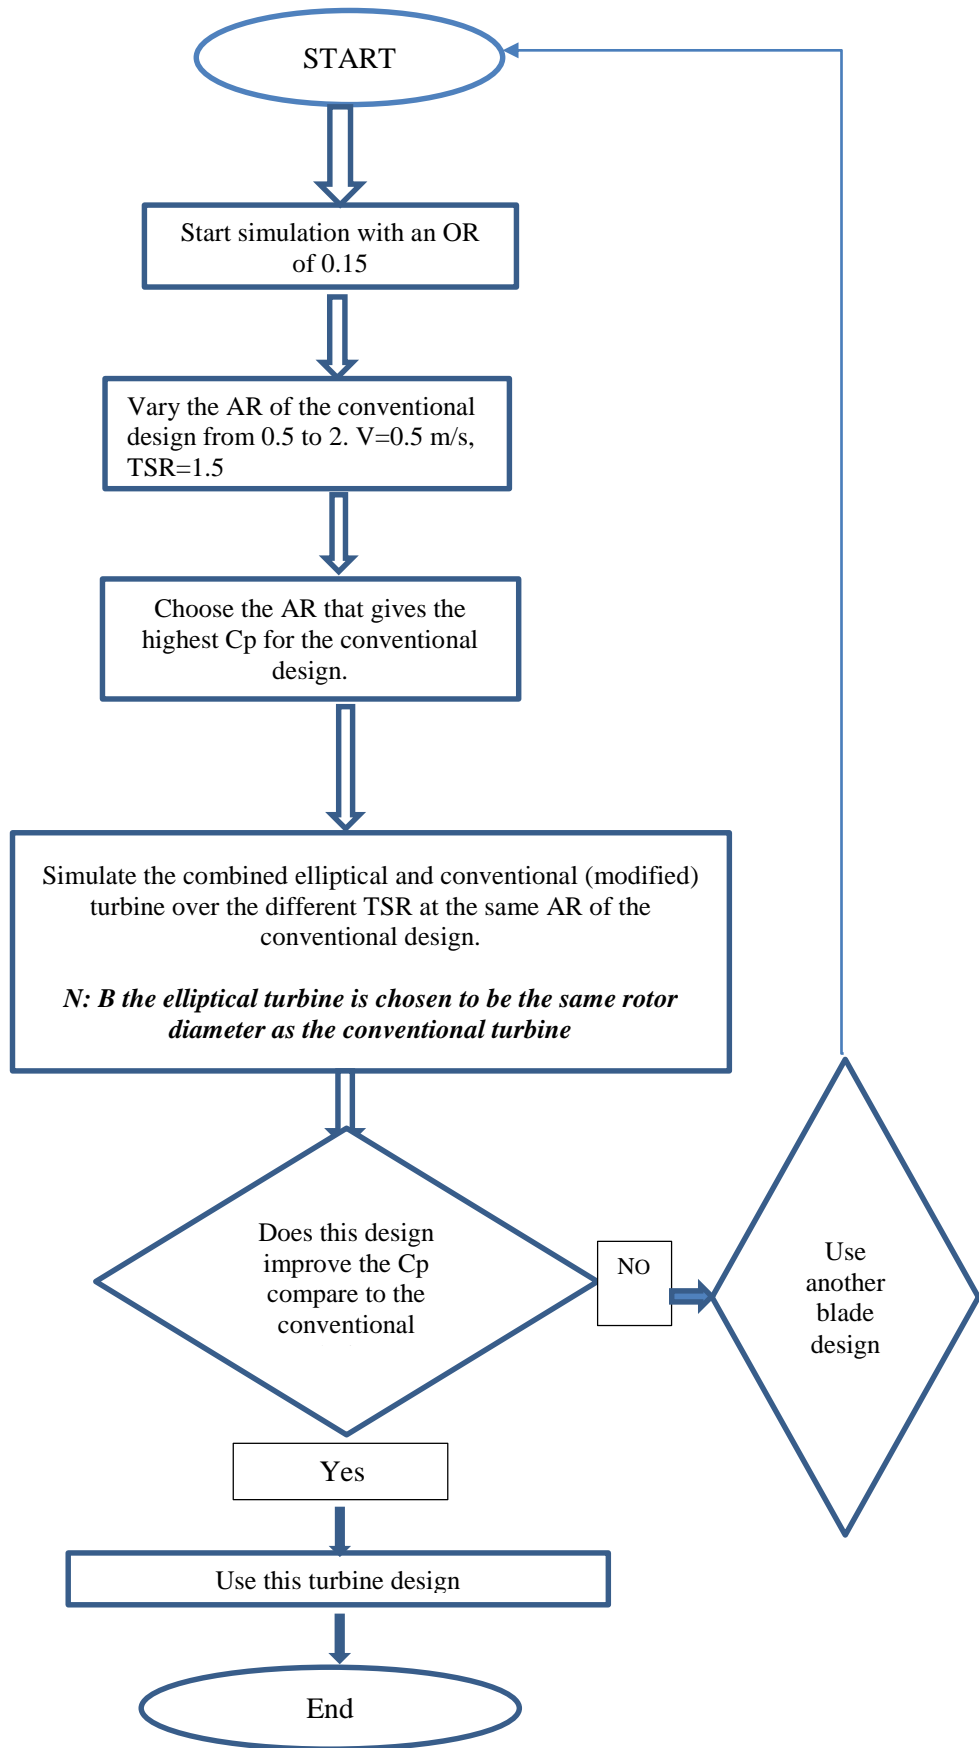 START
Start simulation with an OR
of 0.15
Vary the AR of the conventional
design from 0.5 to 2. V=0.5 m/s,
TSR=1.5
Choose the AR that gives the
highest Cp for the conventional
design.
Simulate the combined elliptical and conventional (modified)
turbine over the different TSR at the same AR of the
conventional design.
N: B the elliptical turbine is chosen to be the same rotor
diameter as the conventional turbine
Does this design
improve the Cp
compare to the
conventional
NO
Use
another
blade
design
Yes
Use this turbine design
End